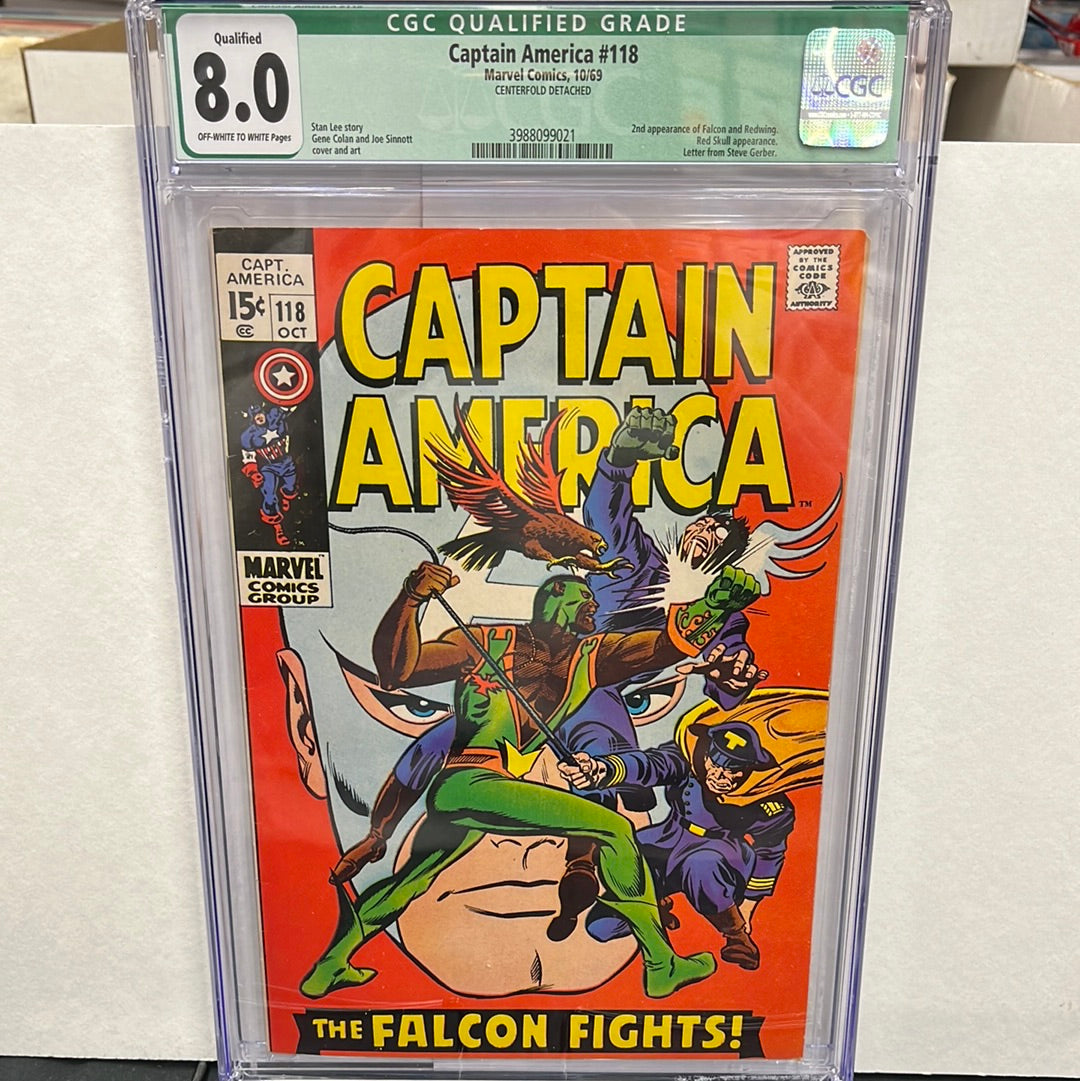 CGC QUALIFIED GRADE
Qualified
8.0
OFF-WHITE TO WHITE Pages
Captain America #118
Marvel Comics, 10/69
CENTERFOLD DETACHED
Stan Lee story
Gene Colan and Joe Sinnott
cover and art
3988099021
2nd appearance of Falcon and Redwing.
Red Skull appearance.
Letter from Steve Gerber.
CGC
CAPT.
AMERICA
15¢
118
OCT
CC
APPROVED
BY THE
COMICS
CODE
AUTHORITY
CAPTAIN
AMERICA
TM
MARVEL
COMICS
GROUP
T
THE FALCON FIGHTS!